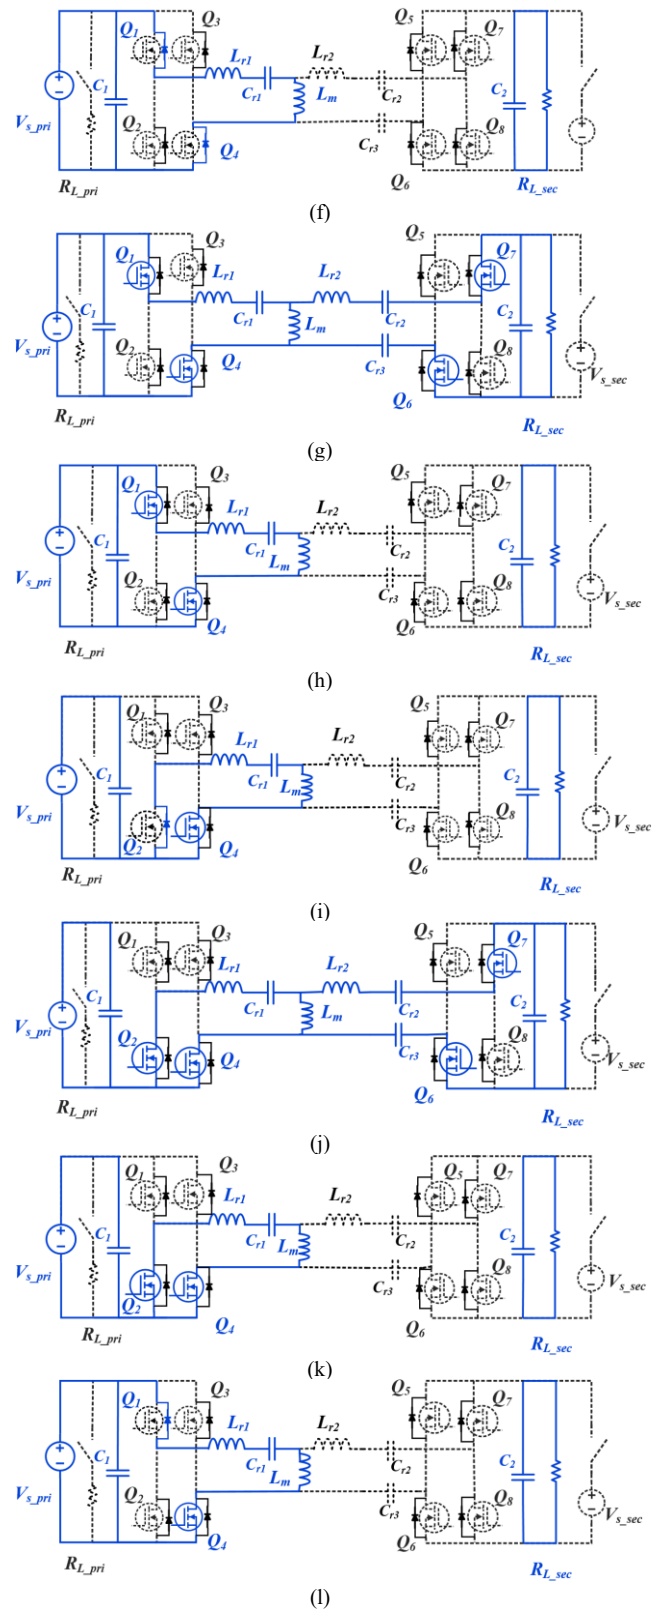 Q1 Q3 Q5 Q7
Lr1 Lr2
C1 Cr1 Lm Cr2 C2
Vs_pri Q2 Q4 Cr3 Q8
RL_pri Q6 RL_sec
(f)
Q1 Q3 Q5 Q7
Lr1 Lr2
C1 Cr1 Lm Cr2 C2
Vs_pri Q2 Q4 Cr3 Q8 Vs_sec
RL_pri Q6 RL_sec
(g)
Q1 Q3 Q5 Q7
Lr1 Lr2
C1 Cr1 Lm Cr2 C2
Vs_pri Q2 Cr3 Q8 Vs_sec
RL_pri Q4 Q6 RL_sec
(h)
Q1 Q3 Q5 Q7
Lr1 Lr2
C1 Cr1 Lm Cr2 C2
Vs_pri Q2 Q4 Cr3 Q8 Vs_sec
RL_pri Q6 RL_sec
(i)
Q1 Q3 Q5 Q7
Lr1 Lr2
C1 Cr1 Lm Cr2 C2
Vs_pri Q2 Q4 Cr3 Q8 Vs_sec
RL_pri Q6 RL_sec
(j)
Q1 Q3 Q5 Q7
Lr1 Lr2
C1 Cr1 Lm Cr2 C2
Vs_pri Q2 Cr3 Q8 Vs_sec
RL_pri Q4 Q6 RL_sec
(k)
Q1 Q3 Q5 Q7
Lr1 Lr2
C1 Cr1 Lm Cr2 C2
Vs_pri Q2 Q4 Cr3 Q8 Vs_sec
RL_pri Q6 RL_sec
(l)